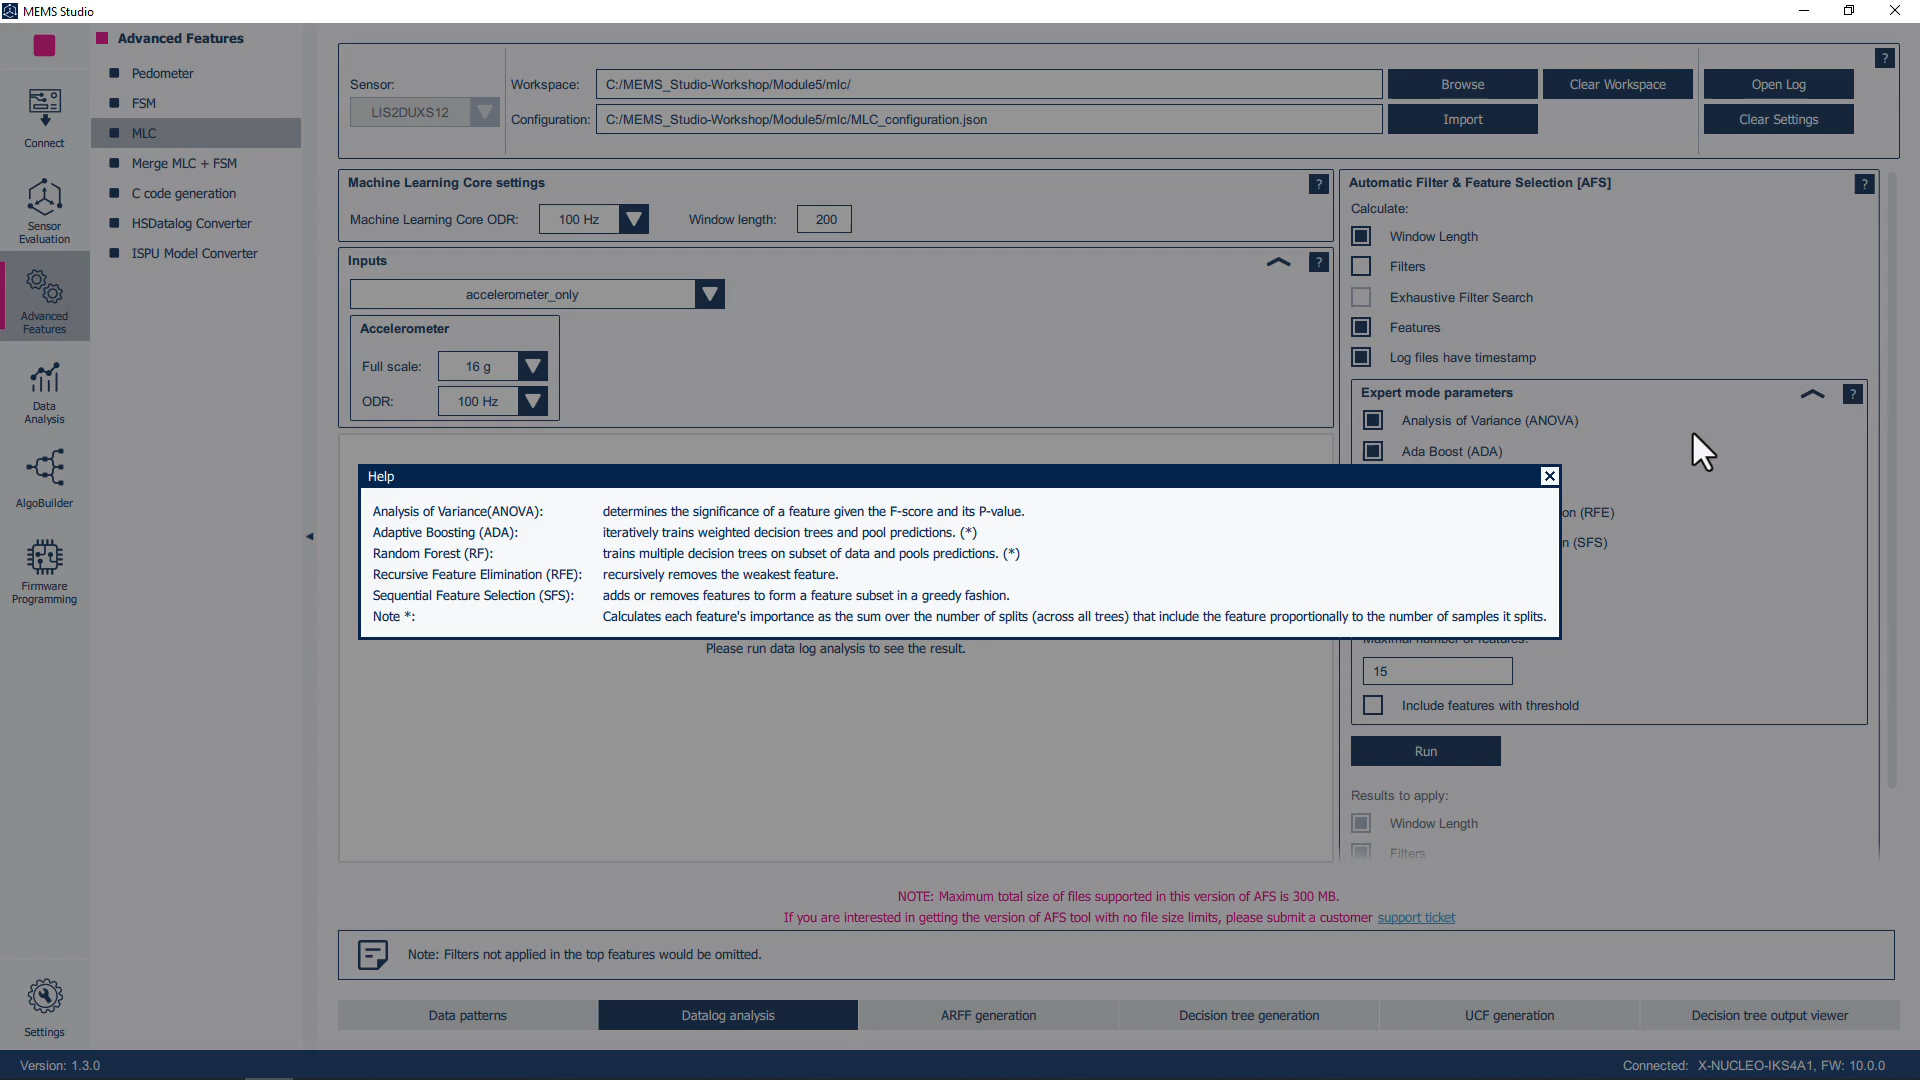 MEMS Studio
Advanced Features
Pedometer
FSM
MLC
Merge MLC + FSM
C code generation
HSDatalog Converter
ISPU Model Converter
Connect
Sensor
Evaluation
Advanced
Features
Data
Analysis
AlgoBuilder
Firmware
Programming
Settings
Sensor:
LIS2DUXS12
Workspace:
C:/MEMS_Studio-Workshop/Module5/mlc/
Browse
Clear Workspace
Open Log
?
Configuration:
C:/MEMS_Studio-Workshop/Module5/mlc/MLC_configuration.json
Import
Clear Settings
Machine Learning Core settings
?
Machine Learning Core ODR:
100 Hz
Window length:
200
Inputs
?
accelerometer_only
Accelerometer
Full scale:
16 g
ODR:
100 Hz
Automatic Filter & Feature Selection [AFS]
?
Calculate:
Window Length
Filters
Exhaustive Filter Search
Features
Log files have timestamp
Expert mode parameters
?
Analysis of Variance (ANOVA)
Ada Boost (ADA)
on (RFE)
n (SFS)
Help
Analysis of Variance(ANOVA): determines the significance of a feature given the F-score and its P-value.
Adaptive Boosting (ADA): iteratively trains weighted decision trees and pool predictions. (*)
Random Forest (RF): trains multiple decision trees on subset of data and pools predictions. (*)
Recursive Feature Elimination (RFE): recursively removes the weakest feature.
Sequential Feature Selection (SFS): adds or removes features to form a feature subset in a greedy fashion.
Note *: Calculates each feature's importance as the sum over the number of splits (across all trees) that include the feature proportionally to the number of samples it splits.
Please run data log analysis to see the result.
Maximal number of features:
15
Include features with threshold
Run
Results to apply:
Window Length
Filters
NOTE: Maximum total size of files supported in this version of AFS is 300 MB.
If you are interested in getting the version of AFS tool with no file size limits, please submit a customer support ticket
Note: Filters not applied in the top features would be omitted.
Data patterns
Datalog analysis
ARFF generation
Decision tree generation
UCF generation
Decision tree output viewer
Version: 1.3.0
Connected: X-NUCLEO-IKS4A1, FW: 10.0.0